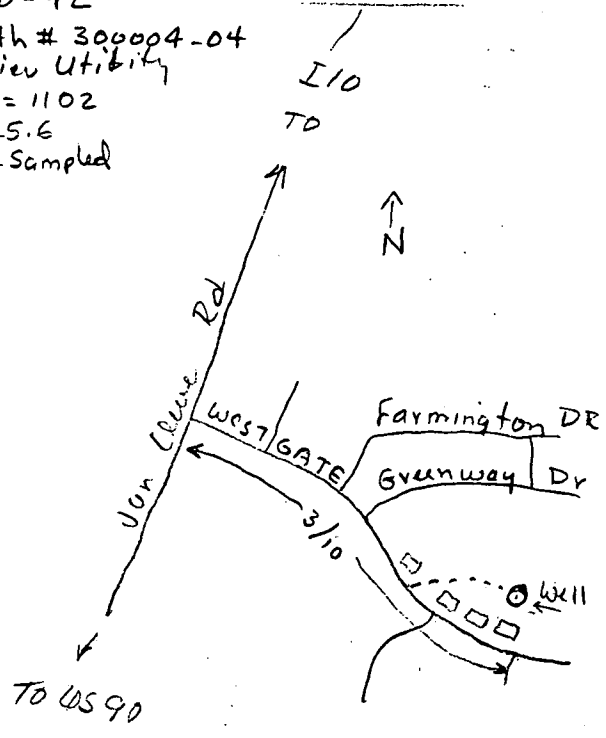 th # 300004-04
iew Utility
= 1102
5.6
Sampled
I10
TO
N
Rd
West GATE
Farmington DR
Greenway Dr
3/10
Well
TO US 90